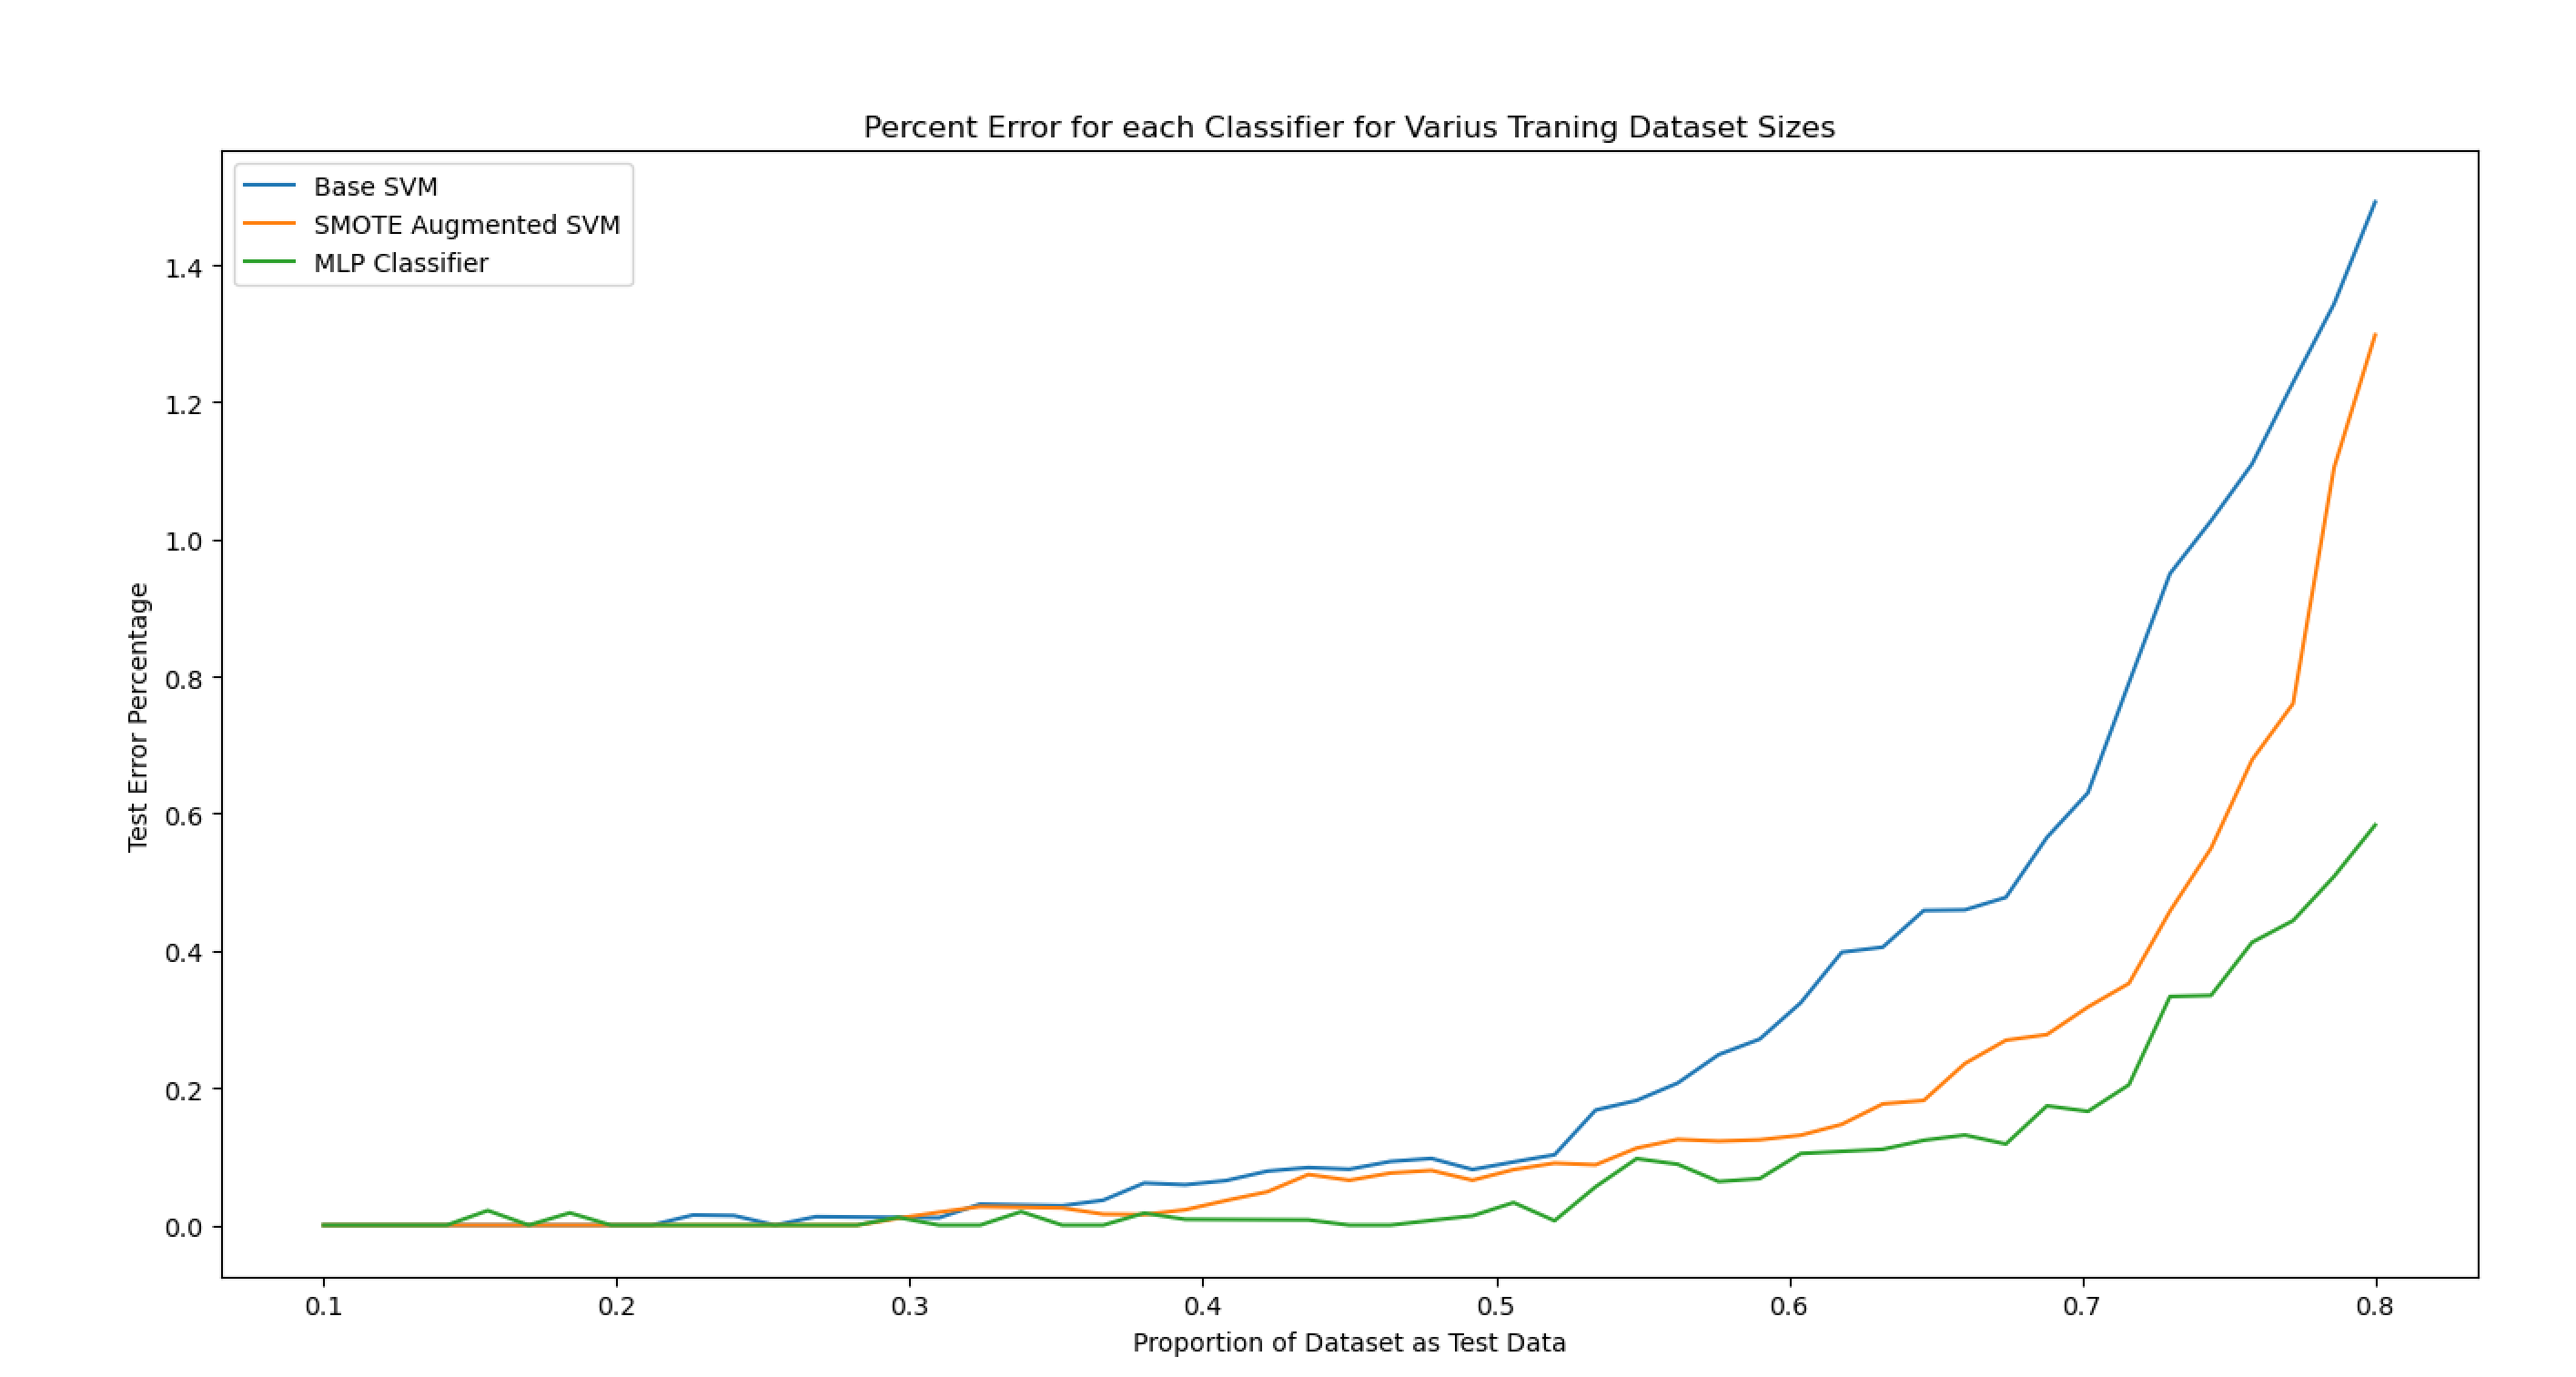 Percent Error for each Classifier for Varius Traning Dataset Sizes
Base SVM
SMOTE Augmented SVM
MLP Classifier
1.4
1.2
1.0
0.8
0.6
0.4
0.2
0.0
Test Error Percentage
0.1 0.2 0.3 0.4 0.5 0.6 0.7 0.8
Proportion of Dataset as Test Data